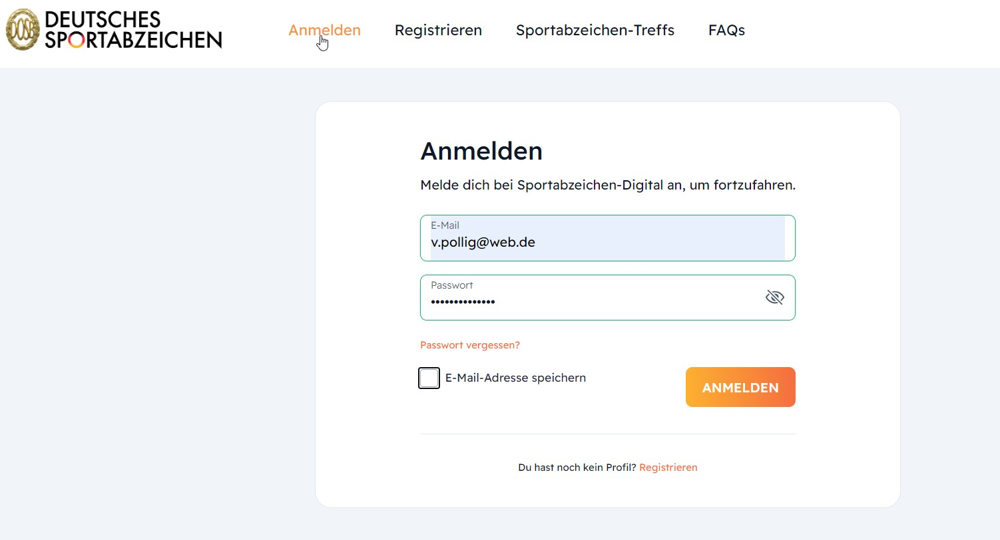 DOSB
DEUTSCHES
SPORTABZEICHEN
Anmelden Registrieren Sportabzeichen-Treffs FAQs
Anmelden
Melde dich bei Sportabzeichen-Digital an, um fortzufahren.
E-Mail
v.pollig@web.de
Passwort
••••••••••••••
Passwort vergessen?
E-Mail-Adresse speichern
ANMELDEN
Du hast noch kein Profil? Registrieren